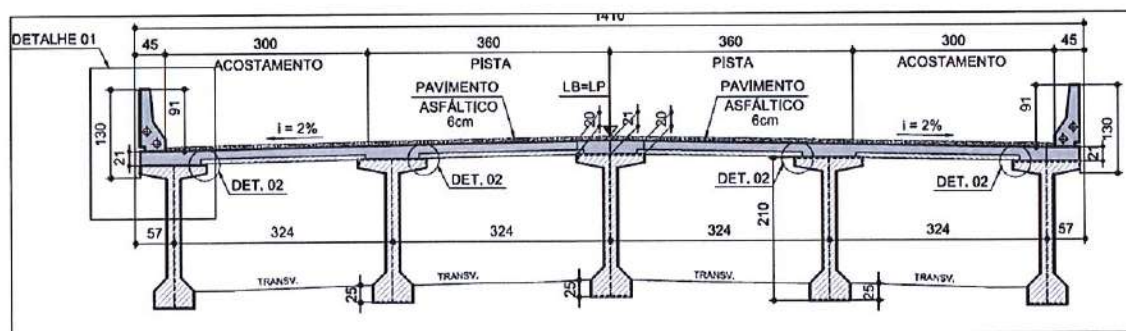 1410
DETALHE 01
45
300
360
360
300
45
ACOSTAMENTO
PISTA
PISTA
ACOSTAMENTO
PAVIMENTO
ASFÁLTICO
6cm
LB=LP
PAVIMENTO
ASFÁLTICO
6cm
20
21
20
91
91
130
130
i = 2%
i = 2%
21
21
DET. 02
DET. 02
DET. 02
DET. 02
210
57
324
324
324
324
57
TRANSV.
TRANSV.
TRANSV.
TRANSV.
25
25
25